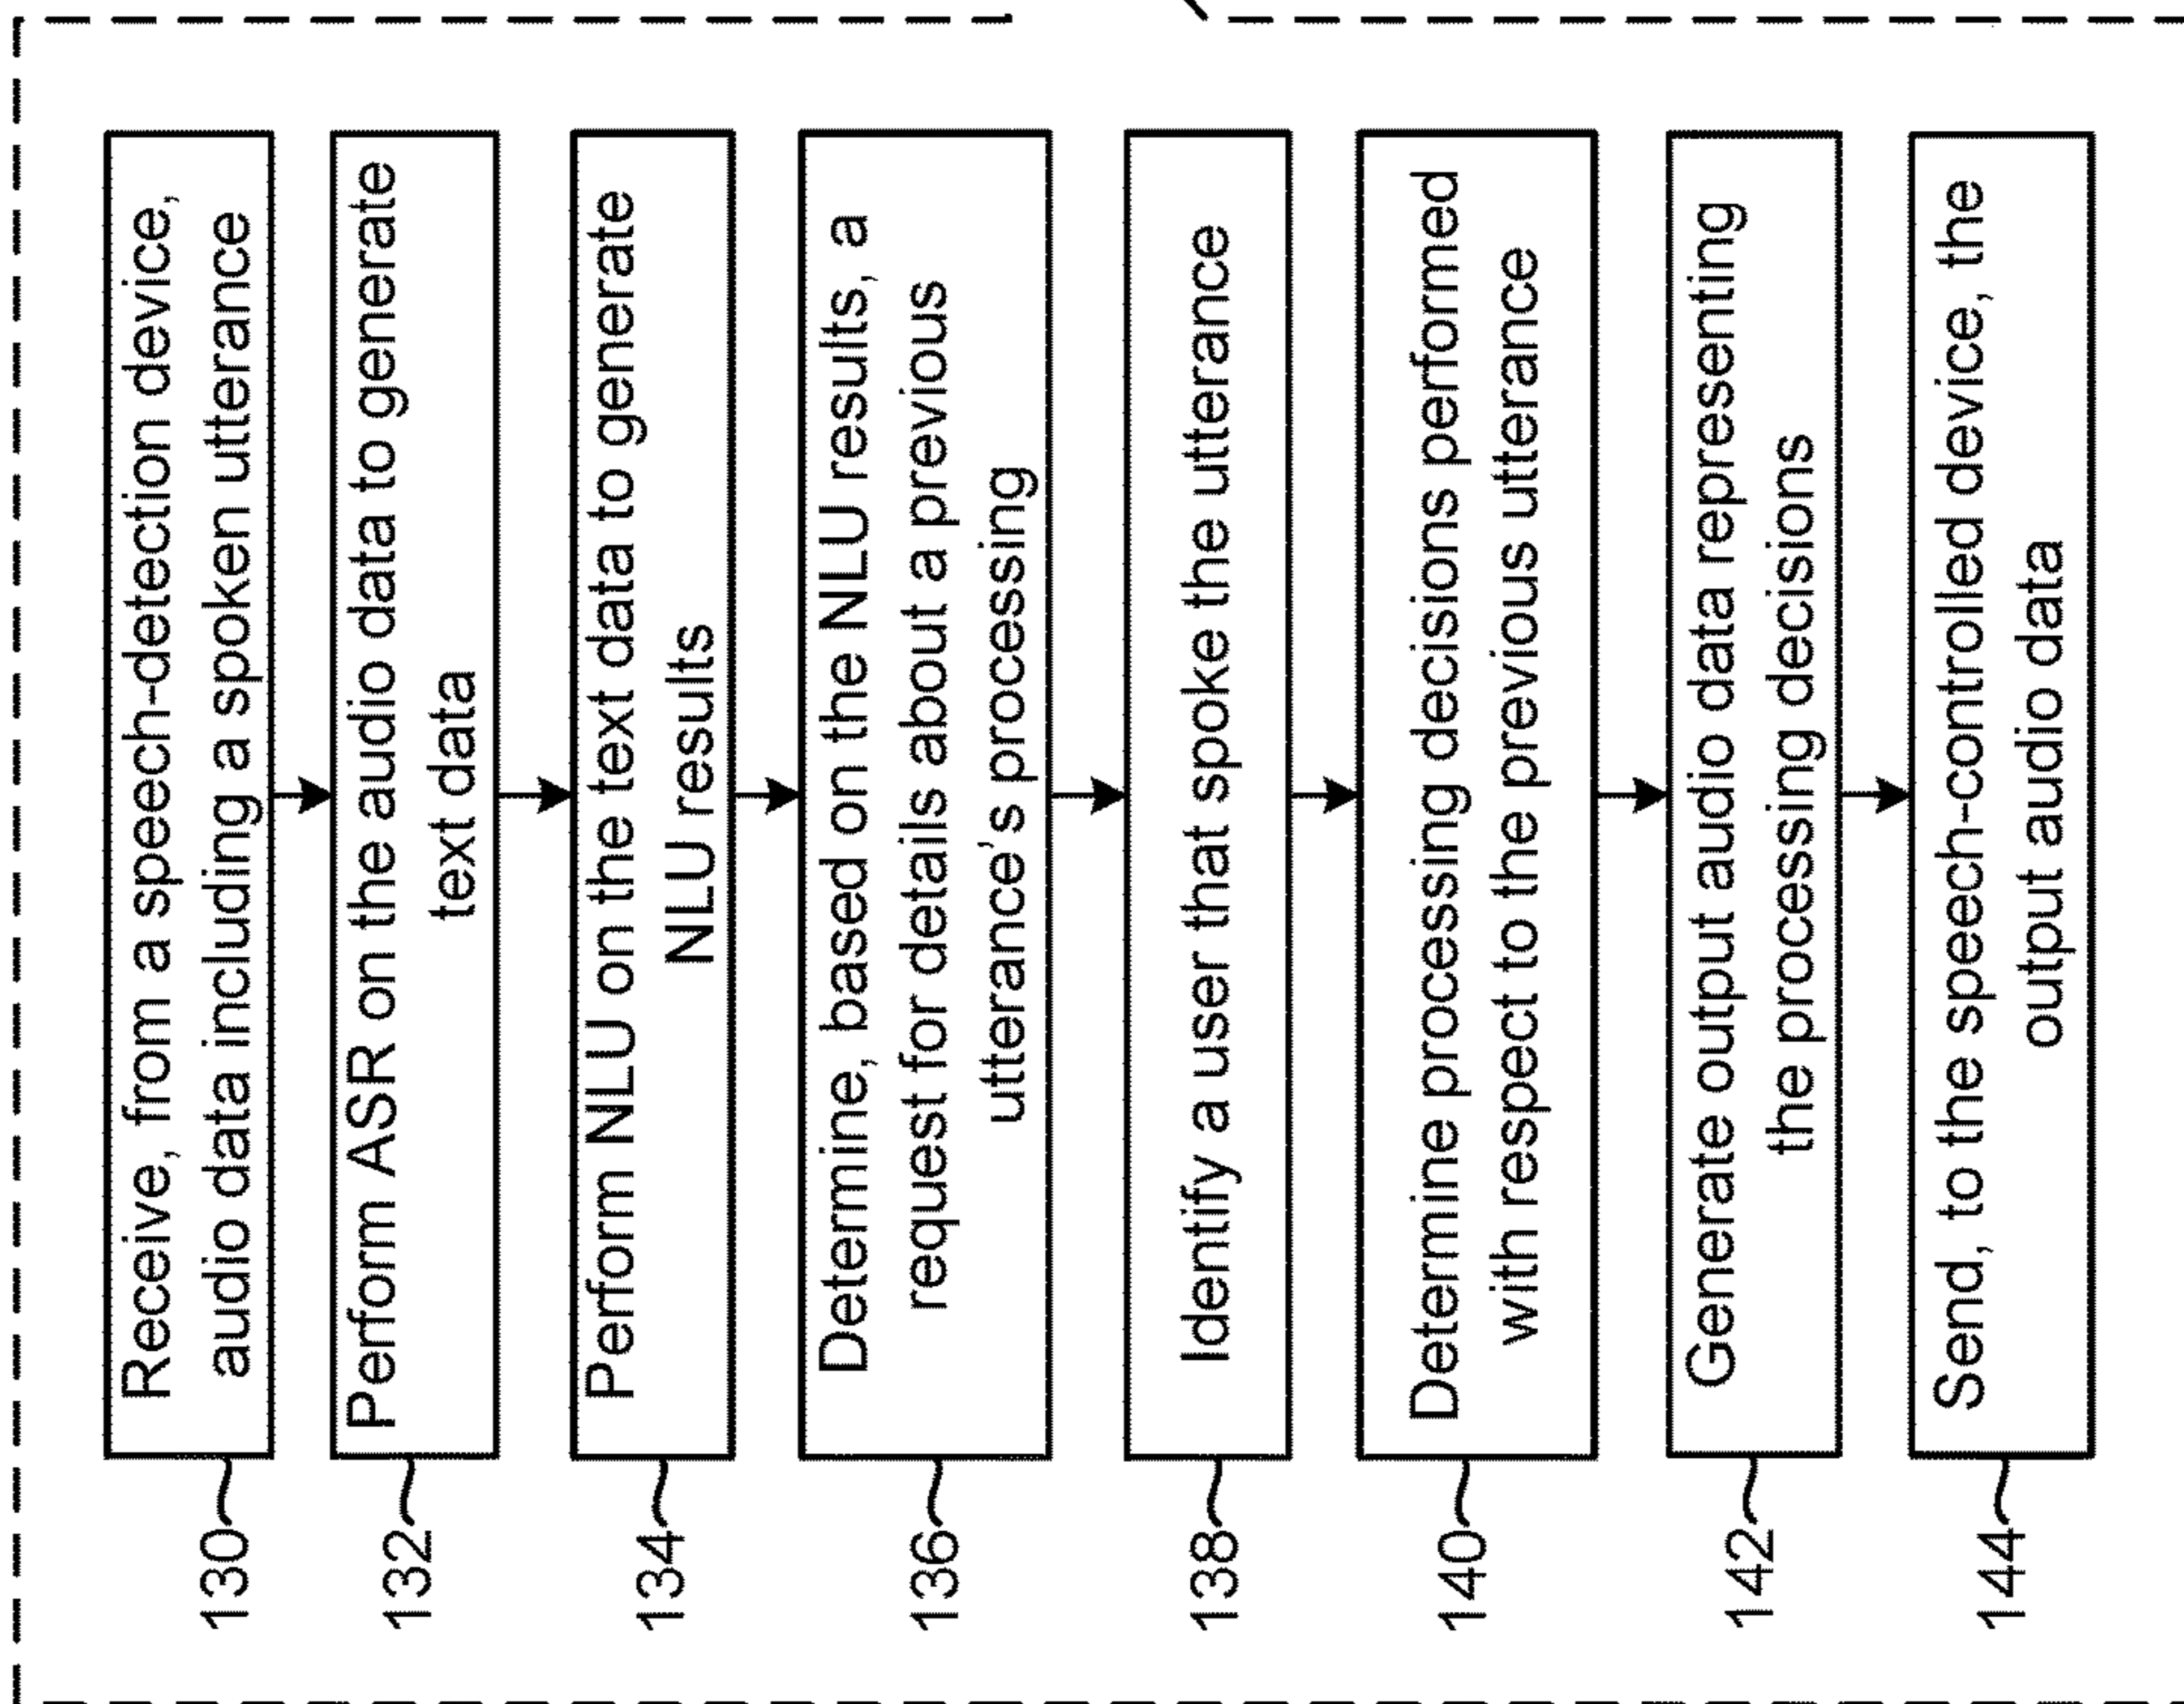 130
Receive, from a speech-detection device,
audio data including a spoken utterance
132
Perform ASR on the audio data to generate
text data
134
Perform NLU on the text data to generate
NLU results
136
Determine, based on the NLU results, a
request for details about a previous
utterance's processing
138
Identify a user that spoke the utterance
140
Determine processing decisions performed
with respect to the previous utterance
142
Generate output audio data representing
the processing decisions
144
Send, to the speech-controlled device, the
output audio data